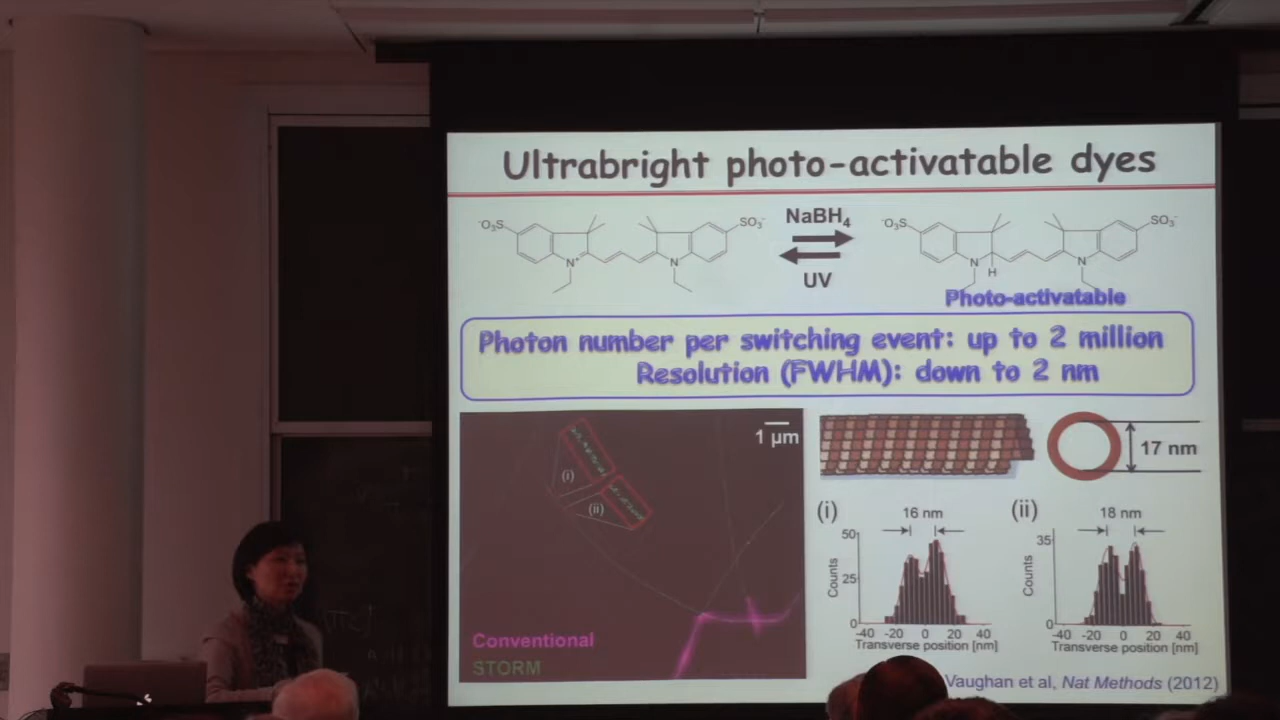 Ultrabright photo-activatable dyes
⁻O₃S
SO₃⁻
N⁺
N
NaBH₄
UV
⁻O₃S
SO₃⁻
N
H
N
Photo-activatable
Photon number per switching event: up to 2 million
Resolution (FWHM): down to 2 nm
1 µm
(i)
(ii)
Conventional
STORM
17 nm
(i)
16 nm
50
25
0
Counts
-40 -20 0 20 40
Transverse position [nm]
(ii)
18 nm
35
0
Counts
-40 -20 0 20 40
Transverse position [nm]
Vaughan et al, Nat Methods (2012)